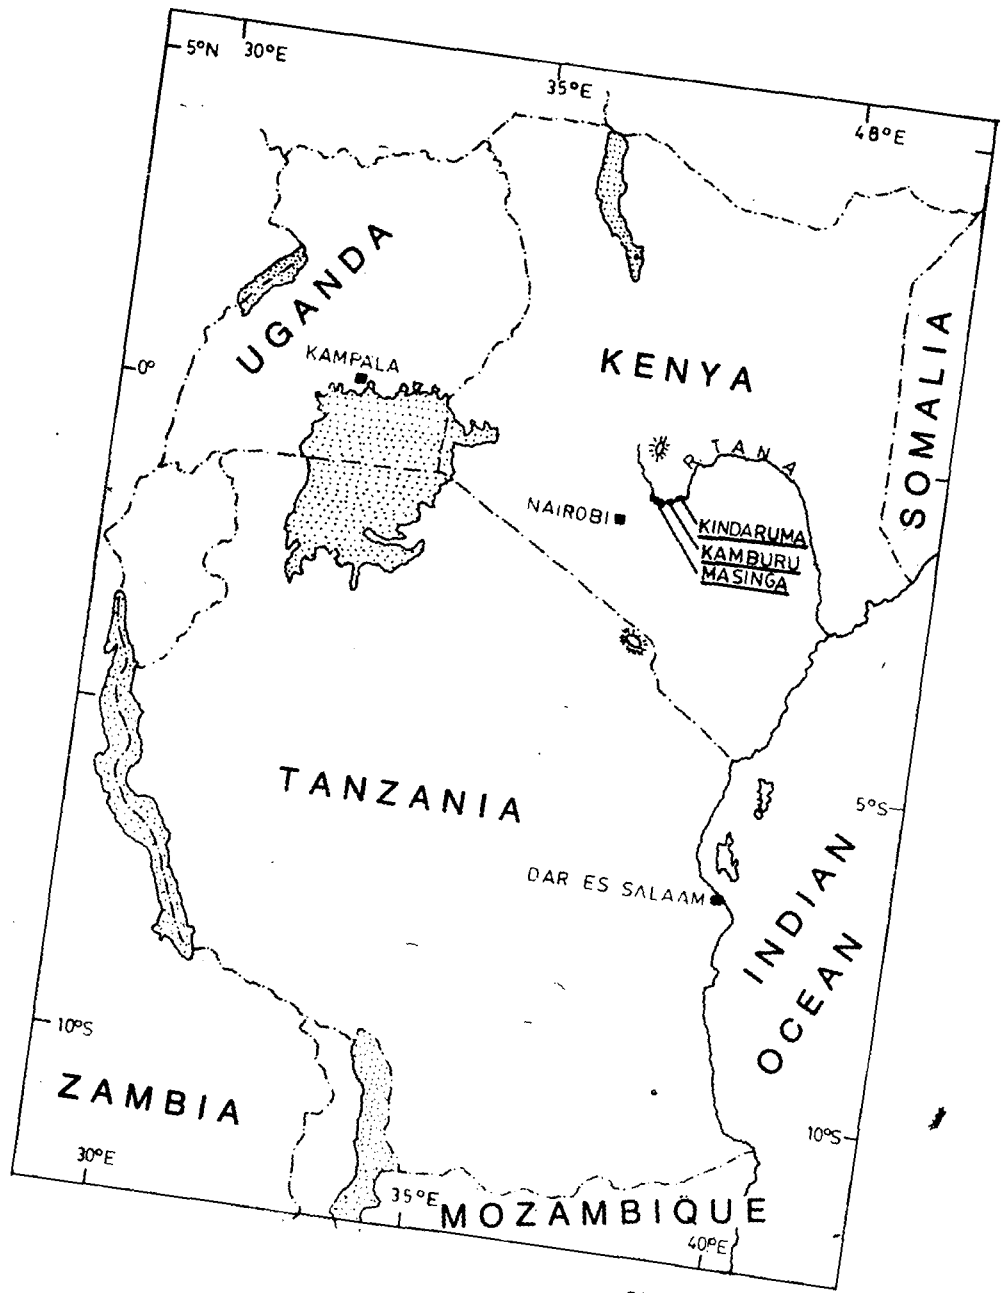 5°N
30°E
35°E
48°E
UGANDA
KAMPALA
0°
KENYA
SOMALIA
R TANA
NAIROBI
KINDARUMA
KAMBURU
MASINGA
TANZANIA
5°S
DAR ES SALAAM
INDIAN
OCEAN
10°S
ZAMBIA
10°S
30°E
35°E
MOZAMBIQUE
40°E